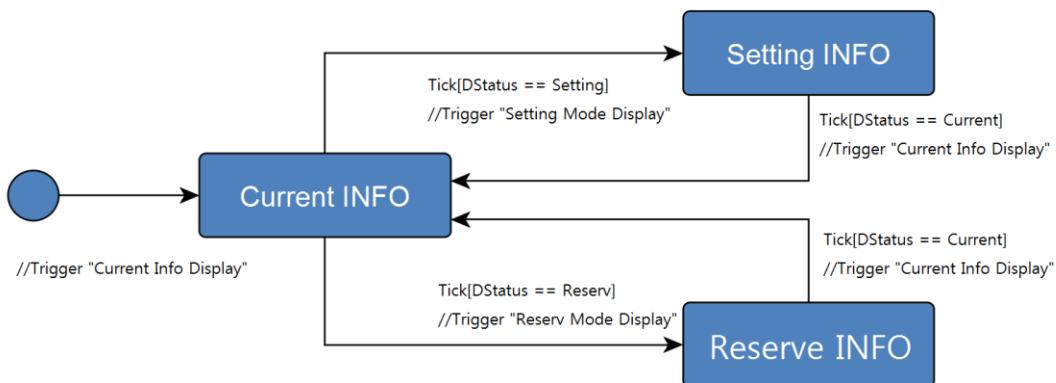 Setting INFO
Tick[DStatus == Setting]
//Trigger "Setting Mode Display"
Tick[DStatus == Current]
//Trigger "Current Info Display"
Current INFO
//Trigger "Current Info Display"
Tick[DStatus == Current]
//Trigger "Current Info Display"
Tick[DStatus == Reserv]
//Trigger "Reserv Mode Display"
Reserve INFO